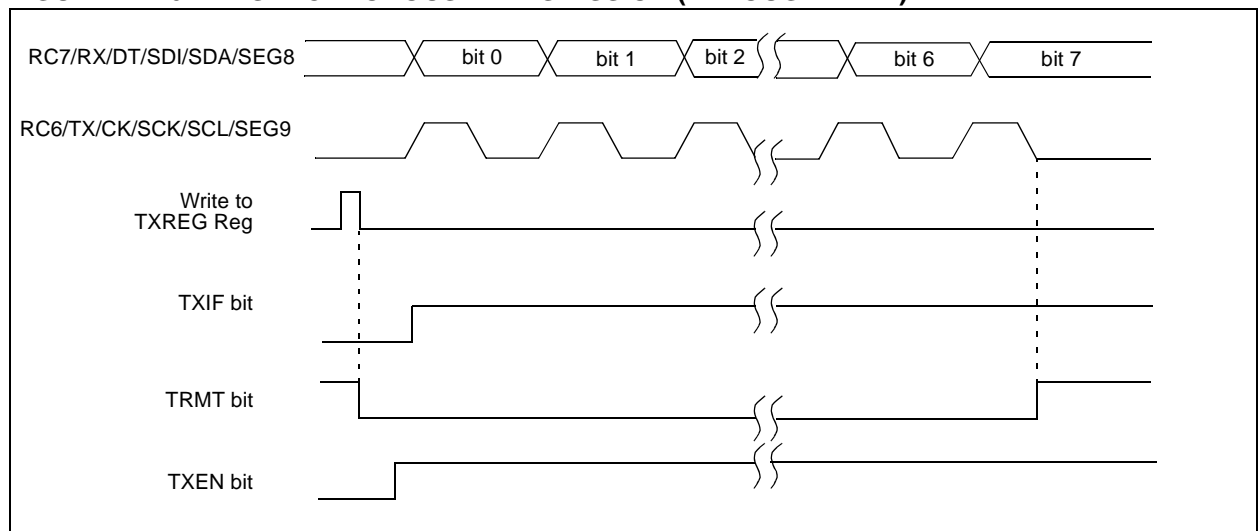 RC7/RX/DT/SDI/SDA/SEG8
bit 0
bit 1
bit 2
bit 6
bit 7
RC6/TX/CK/SCK/SCL/SEG9
Write to
TXREG Reg
TXIF bit
TRMT bit
TXEN bit